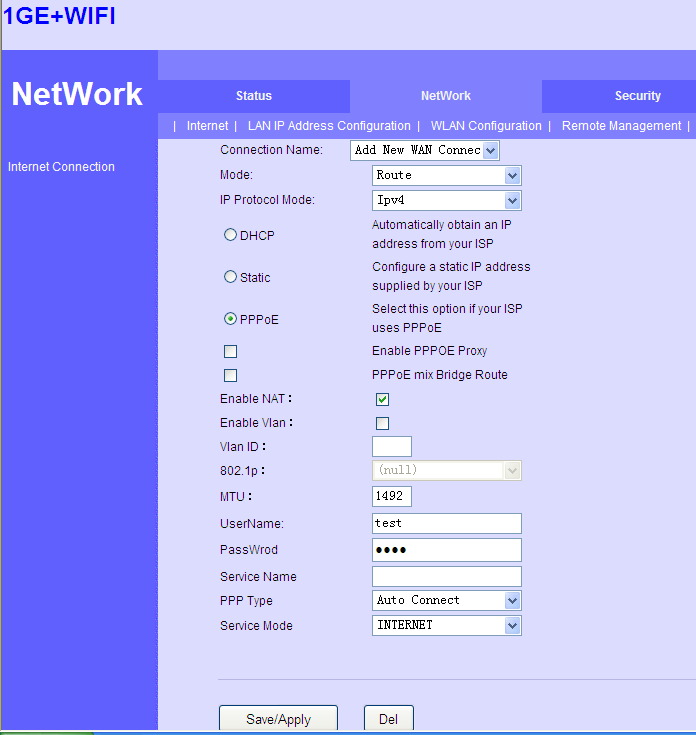 1GE+WIFI
NetWork
Status NetWork Security
| Internet | LAN IP Address Configuration | WLAN Configuration | Remote Management |
Internet Connection
Connection Name: Add New WAN Connec
Mode: Route
IP Protocol Mode: Ipv4
DHCP Automatically obtain an IP
address from your ISP
Static Configure a static IP address
supplied by your ISP
PPPoE Select this option if your ISP
uses PPPoE
Enable PPPOE Proxy
PPPoE mix Bridge Route
Enable NAT：
Enable Vlan：
Vlan ID：
802.1p： (null)
MTU： 1492
UserName: test
PassWrod ●●●●
Service Name
PPP Type Auto Connect
Service Mode INTERNET
Save/Apply Del